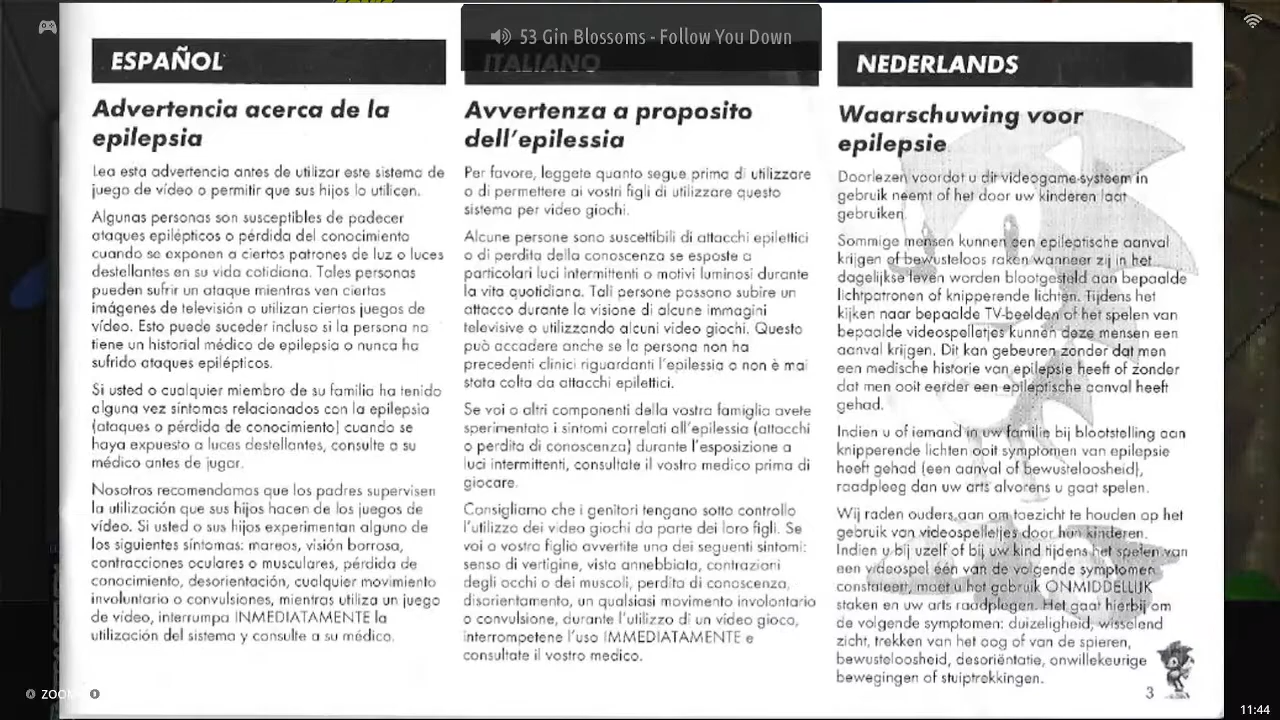 53 Gin Blossoms - Follow You Down
ESPAÑOL
Advertencia acerca de la
epilepsia
Lea esta advertencia antes de utilizar este sistema de
juego de vídeo o permitir que sus hijos lo utilicen.
Algunas personas son susceptibles de padecer
ataques epilépticos o pérdida del conocimiento
cuando se exponen a ciertos patrones de luz o luces
destellantes en su vida cotidiana. Tales personas
pueden sufrir un ataque mientras ven ciertas
imágenes de televisión o utilizan ciertos juegos de
vídeo. Esto puede suceder incluso si la persona no
tiene un historial médico de epilepsia o nunca ha
sufrido ataques epilépticos.
Si usted o cualquier miembro de su familia ha tenido
alguna vez síntomas relacionados con la epilepsia
(ataques o pérdida de conocimiento) cuando se
haya expuesto a luces destellantes, consulte a su
médico antes de jugar.
Nosotros recomendamos que los padres supervisen
la utilización que sus hijos hacen de los juegos de
vídeo. Si usted o sus hijos experimentan alguno de
los siguientes síntomas: mareos, visión borrosa,
contracciones oculares o musculares, pérdida de
conocimiento, desorientación, cualquier movimiento
involuntario o convulsiones, mientras utiliza un juego
de vídeo, interrumpa INMEDIATAMENTE la
utilización del sistema y consulte a su médico.
ITALIANO
Avvertenza a proposito
dell'epilessia
Per favore, leggete quanto segue prima di utilizzare
o di permettere ai vostri figli di utilizzare questo
sistema per video giochi.
Alcune persone sono suscettibili di attacchi epilettici
o di perdita della conoscenza se esposte a
particolari luci intermittenti o motivi luminosi durante
la vita quotidiana. Tali persone possono subire un
attacco durante la visione di alcune immagini
televisive o utilizzando alcuni video giochi. Questo
può accadere anche se la persona non ha
precedenti clinici riguardanti l'epilessia o non è mai
stata colta da attacchi epilettici.
Se voi o altri componenti della vostra famiglia avete
sperimentato i sintomi correlati all'epilessia (attacchi
o perdita di conoscenza) durante l'esposizione a
luci intermittenti, consultate il vostro medico prima di
giocare.
Consigliamo che i genitori tengano sotto controllo
l'utilizzo dei video giochi da parte dei loro figli. Se
voi o vostro figlio avvertite uno dei seguenti sintomi:
senso di vertigine, vista annebbiata, contrazioni
degli occhi o dei muscoli, perdita di conoscenza,
disorientamento, un qualsiasi movimento involontario
o convulsione, durante l'utilizzo di un video gioco,
interrompetene l'uso IMMEDIATAMENTE e
consultate il vostro medico.
NEDERLANDS
Waarschuwing voor
epilepsie
Doorlezen voordat u dit videogame-systeem in
gebruik neemt of het door uw kinderen laat
gebruiken.
Sommige mensen kunnen een epileptische aanval
krijgen of bewusteloos raken wanneer zij in het
dagelijkse leven worden blootgesteld aan bepaalde
lichtpatronen of knipperende lichten. Tijdens het
kijken naar bepaalde TV-beelden of het spelen van
bepaalde videospelletjes kunnen deze mensen een
aanval krijgen. Dit kan gebeuren zonder dat men
een medische historie van epilepsie heeft of zonder
dat men ooit eerder een epileptische aanval heeft
gehad.
Indien u of iemand in uw familie bij blootstelling aan
knipperende lichten ooit symptomen van epilepsie
heeft gehad (een aanval of bewusteloosheid),
raadpleeg dan uw arts alvorens u gaat spelen.
Wij raden ouders aan om toezicht te houden op het
gebruik van videospelletjes door hun kinderen.
Indien u bij uzelf of bij uw kind tijdens het spelen van
een videospel één van de volgende symptomen
constateert, moet u het gebruik ONMIDDELLIJK
staken en uw arts raadplegen. Het gaat hierbij om
de volgende symptomen: duizeligheid, wisselend
zicht, trekken van het oog of van de spieren,
bewusteloosheid, desoriëntatie, onwillekeurige
bewegingen of stuiptrekkingen.
3
ZOOM
11:44